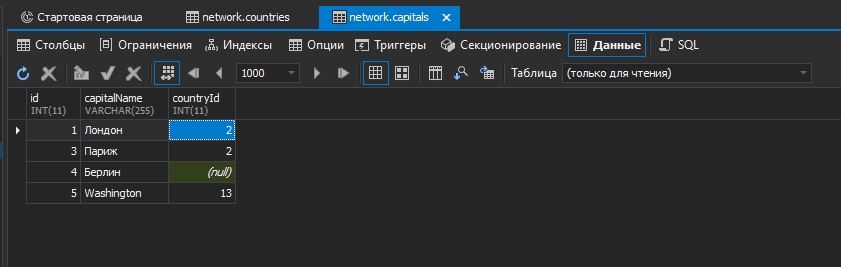 Стартовая страница network.countries network.capitals
Столбцы Ограничения Индексы Опции Триггеры Секционирование Данные SQL
1000 Таблица (только для чтения)
id capitalName countryId
INT(11) VARCHAR(255) INT(11)
1 Лондон 2
3 Париж 2
4 Берлин (null)
5 Washington 13